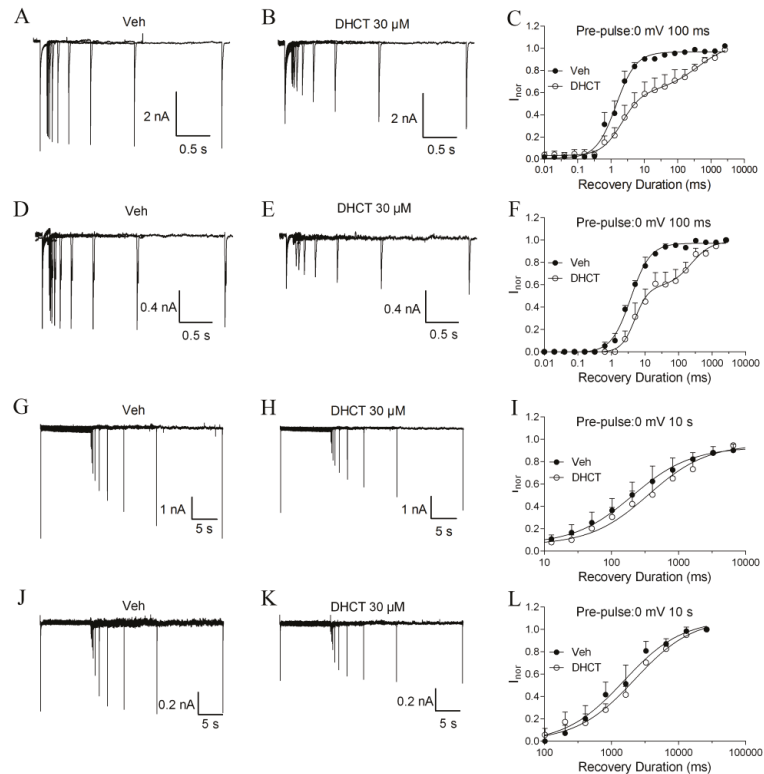 A
Veh
2 nA
0.5 s
B
DHCT 30 µM
2 nA
0.5 s
C
Pre-pulse:0 mV 100 ms
Veh
DHCT
Inor
1.2
1.0
0.8
0.6
0.4
0.2
0.0
0.01 0.1 1 10 100 1000 10000
Recovery Duration (ms)
D
Veh
0.4 nA
0.5 s
E
DHCT 30 µM
0.4 nA
0.5 s
F
Pre-pulse:0 mV 100 ms
Veh
DHCT
Inor
1.2
1.0
0.8
0.6
0.4
0.2
0.0
0.01 0.1 1 10 100 1000 10000
Recovery Duration (ms)
G
Veh
1 nA
5 s
H
DHCT 30 µM
1 nA
5 s
I
Pre-pulse:0 mV 10 s
Veh
DHCT
Inor
1.2
1.0
0.8
0.6
0.4
0.2
0.0
10 100 1000 10000
Recovery Duration (ms)
J
Veh
0.2 nA
5 s
K
DHCT 30 µM
0.2 nA
5 s
L
Pre-pulse:0 mV 10 s
Veh
DHCT
Inor
1.2
1.0
0.8
0.6
0.4
0.2
0.0
100 1000 10000 100000
Recovery Duration (ms)